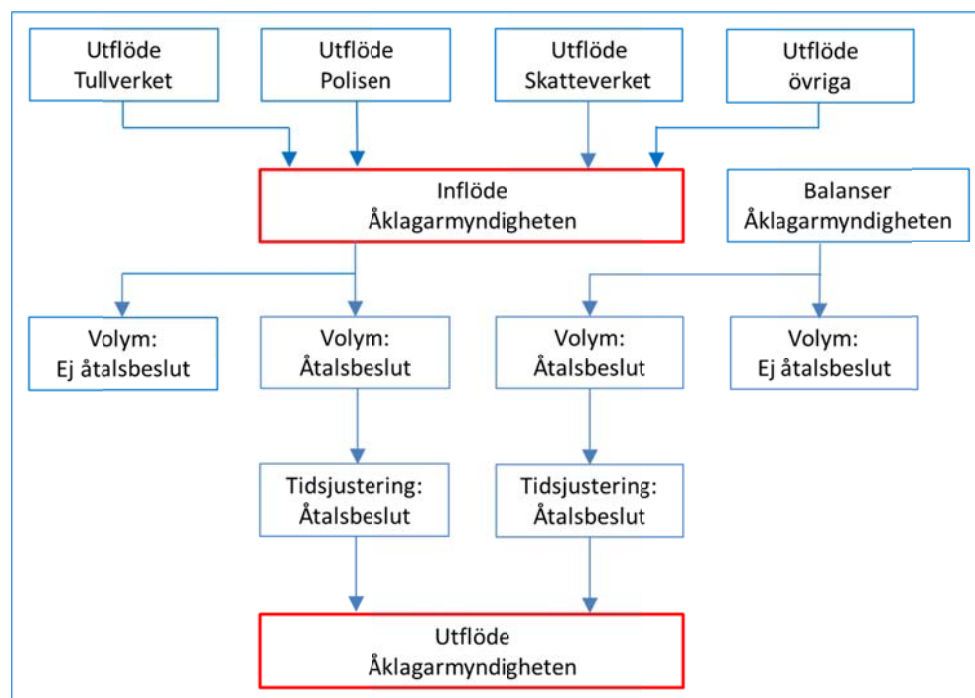 Utflöde
Tullverket
Utflöde
Polisen
Utflöde
Skatteverket
Utflöde
övriga
Inflöde
Åklagarmyndigheten
Balanser
Åklagarmyndigheten
Volym:
Ej åtalsbeslut
Volym:
Åtalsbeslut
Volym:
Åtalsbeslut
Volym:
Ej åtalsbeslut
Tidsjustering:
Åtalsbeslut
Tidsjustering:
Åtalsbeslut
Utflöde
Åklagarmyndigheten